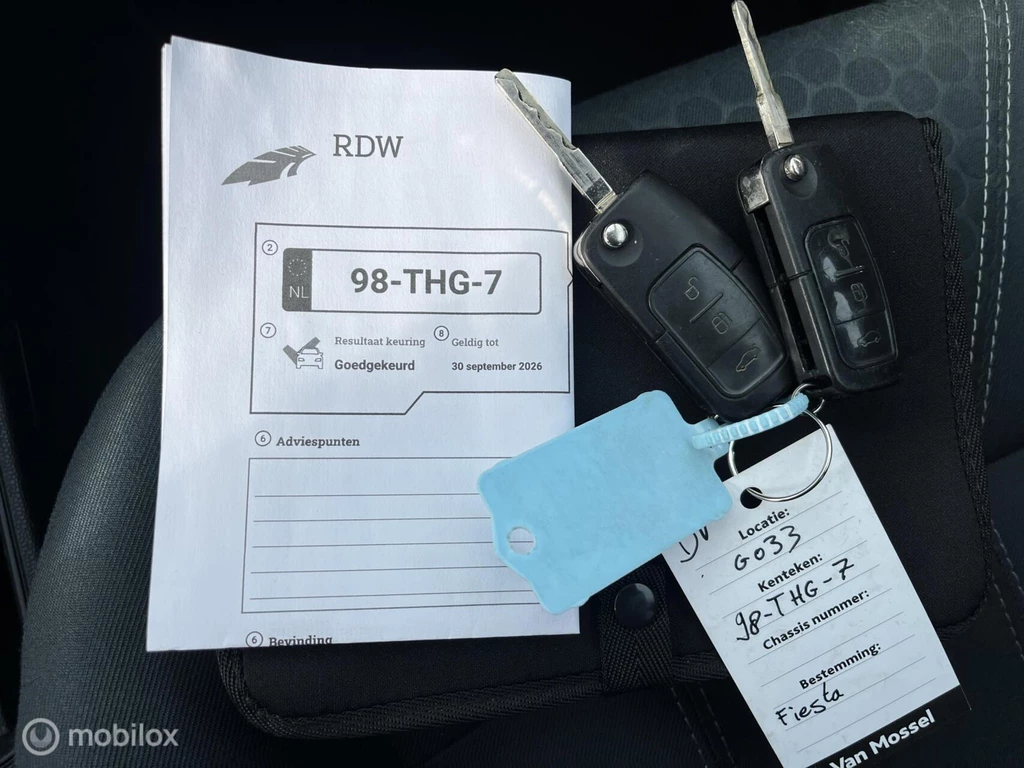 RDW
2
NL
98-THG-7
7
Resultaat keuring
Goedgekeurd
8
Geldig tot
30 september 2026
6 Adviespunten
6 Bevinding
DV
Locatie:
G033
Kenteken:
98-THG-7
Chassis nummer:
Bestemming:
Fiesta
Van Mossel
mobilox